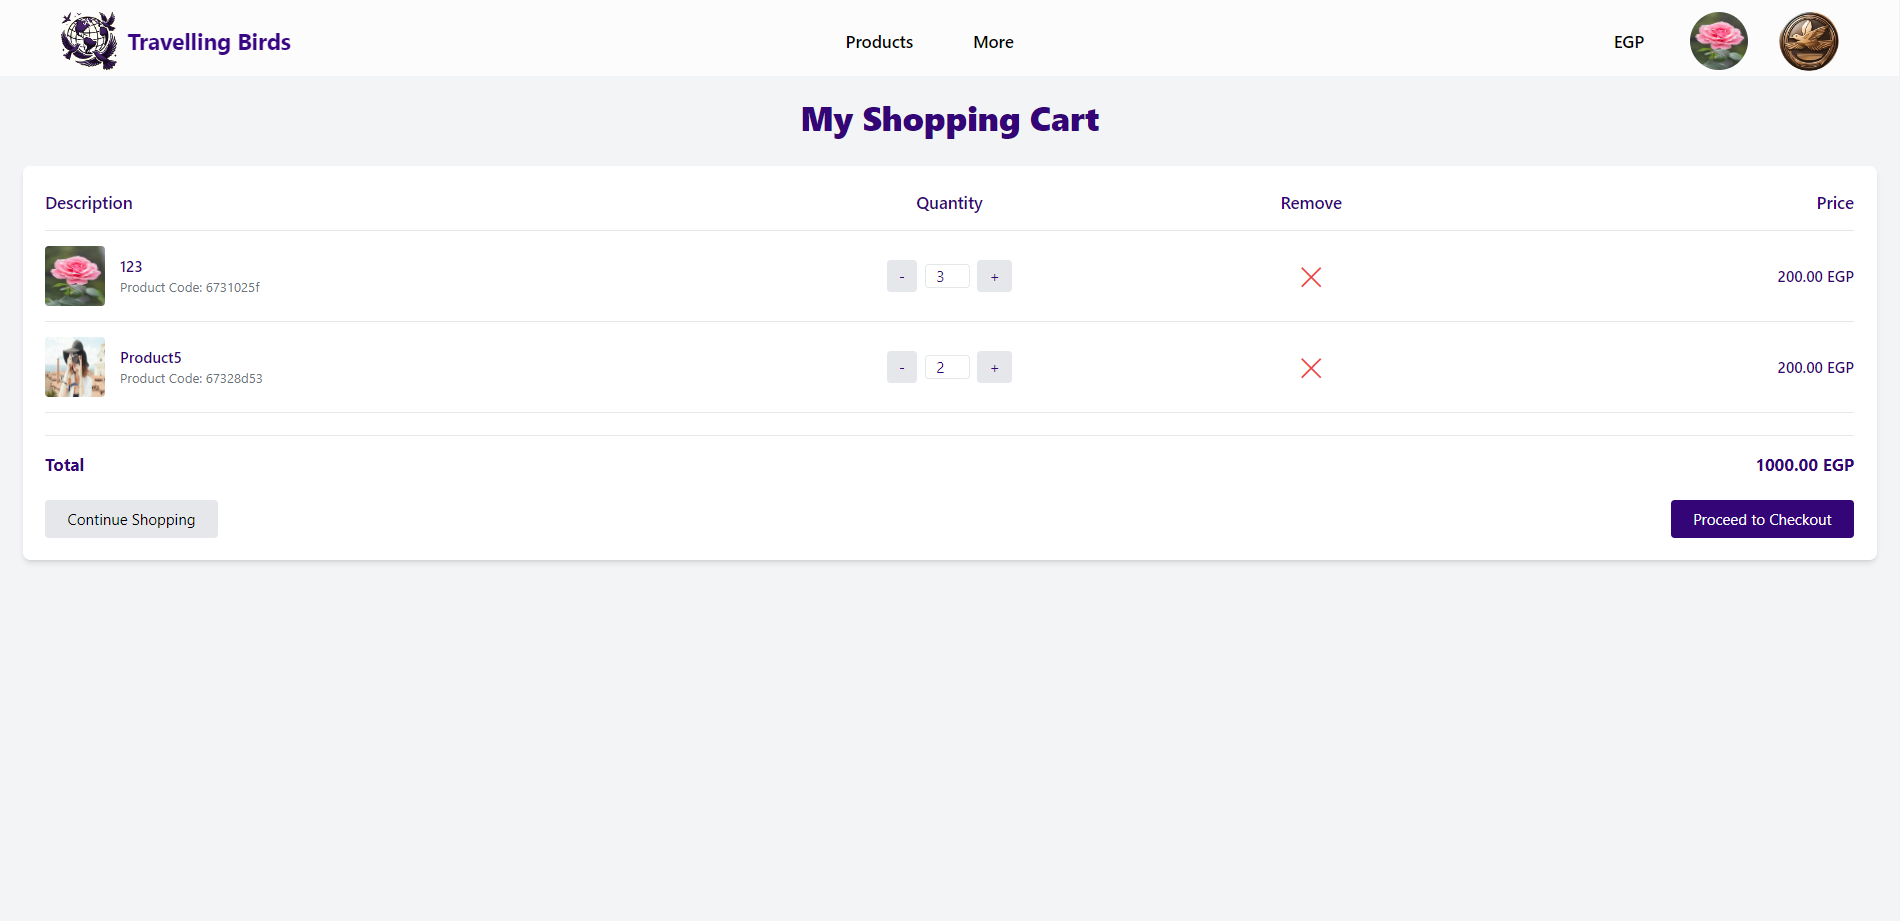 Travelling Birds
Products
More
EGP
My Shopping Cart
Description Quantity Remove Price
123
Product Code: 6731025f
- 3 +
200.00 EGP
Product5
Product Code: 67328d53
- 2 +
200.00 EGP
Total 1000.00 EGP
Continue Shopping
Proceed to Checkout